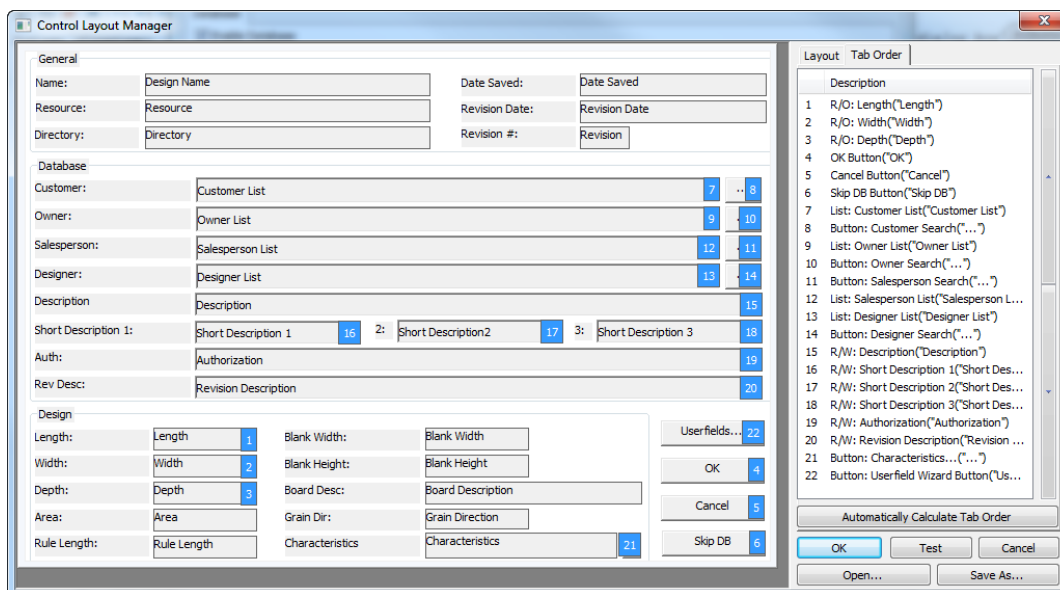 Control Layout Manager
General
Name: Design Name Date Saved: Date Saved
Resource: Resource Revision Date: Revision Date
Directory: Directory Revision #: Revision
Database
Customer: Customer List 7 .. 8
Owner: Owner List 9 10
Salesperson: Salesperson List 12 11
Designer: Designer List 13 14
Description Description 15
Short Description 1: Short Description 1 16 2: Short Description2 17 3: Short Description 3 18
Auth: Authorization 19
Rev Desc: Revision Description 20
Design
Length: Length 1 Blank Width: Blank Width Userfields... 22
Width: Width 2 Blank Height: Blank Height OK 4
Depth: Depth 3 Board Desc: Board Description Cancel 5
Area: Area Grain Dir: Grain Direction
Rule Length: Rule Length Characteristics Characteristics 21 Skip DB 6
Layout Tab Order
Description
1 R/O: Length("Length")
2 R/O: Width("Width")
3 R/O: Depth("Depth")
4 OK Button("OK")
5 Cancel Button("Cancel")
6 Skip DB Button("Skip DB")
7 List: Customer List("Customer List")
8 Button: Customer Search("...")
9 List: Owner List("Owner List")
10 Button: Owner Search("...")
11 Button: Salesperson Search("...")
12 List: Salesperson List("Salesperson L...
13 List: Designer List("Designer List")
14 Button: Designer Search("...")
15 R/W: Description("Description")
16 R/W: Short Description 1("Short Des...
17 R/W: Short Description 2("Short Des...
18 R/W: Short Description 3("Short Des...
19 R/W: Authorization("Authorization")
20 R/W: Revision Description("Revision ...
21 Button: Characteristics...("...")
22 Button: Userfield Wizard Button("Us...
Automatically Calculate Tab Order
OK Test Cancel
Open... Save As...